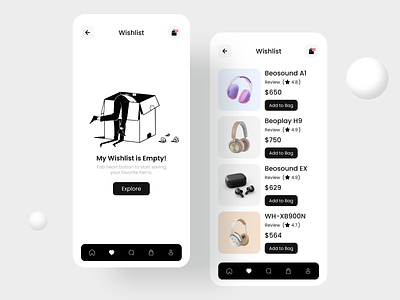 Wishlist
My Wishlist is Empty!
Tap heart button to start saving
your favorite items.
Explore
Wishlist
Beosound A1
Review (★ 4.8)
$650
Add to Bag
Beoplay H9
Review (★ 4.9)
$750
Add to Bag
Beosound EX
Review (★ 4.9)
$629
Add to Bag
WH-XB900N
Review (★ 4.7)
$564
Add to Bag